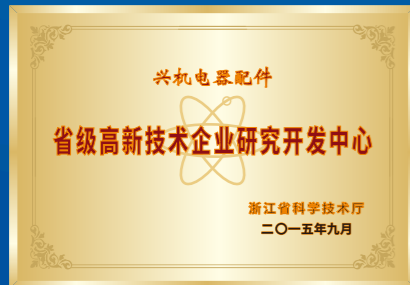 兴机电器配件
省级高新技术企业研究开发中心
浙江省科学技术厅
二〇一五年九月